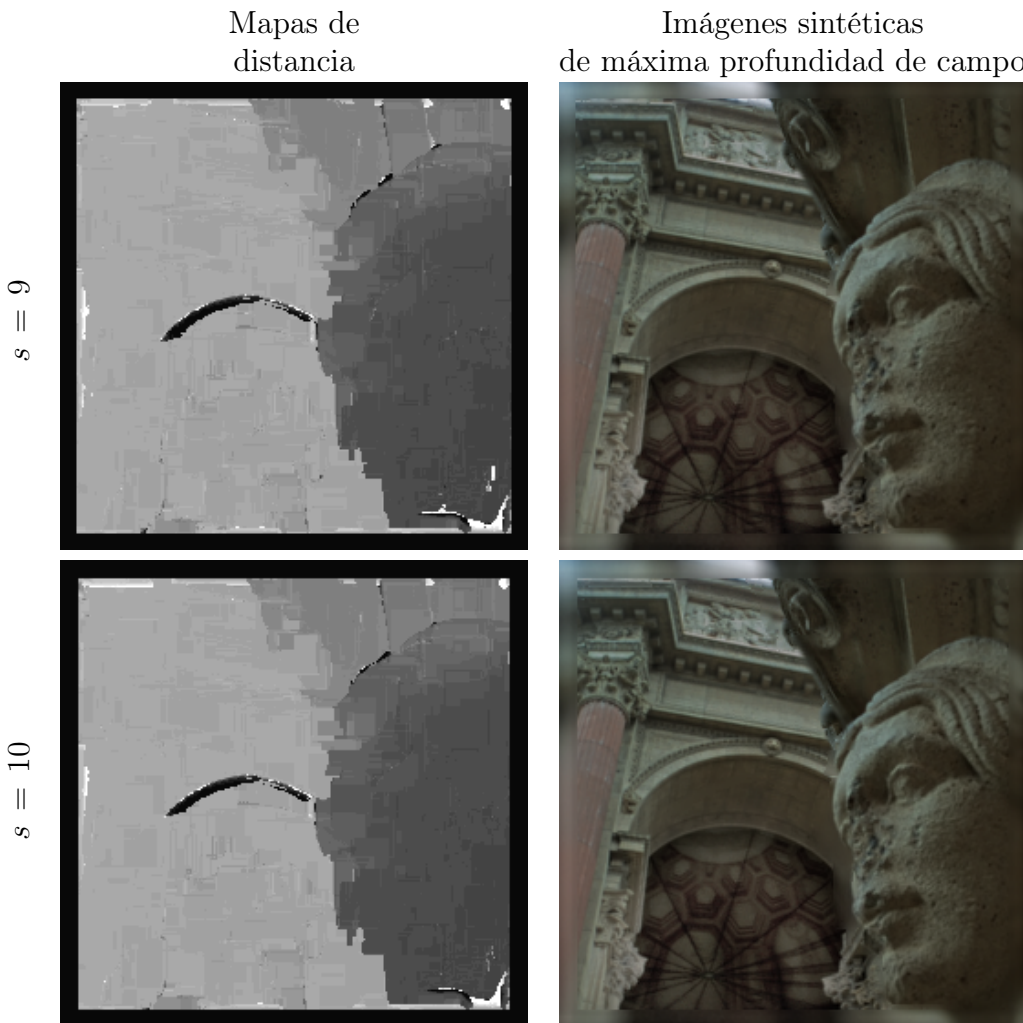 Mapas de
distancia
Imágenes sintéticas
de máxima profundidad de campo
s = 9
s = 10